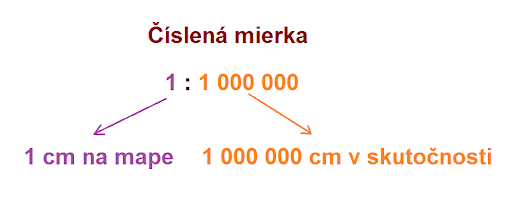 Číslená mierka
1 : 1 000 000
1 cm na mape 1 000 000 cm v skutočnosti